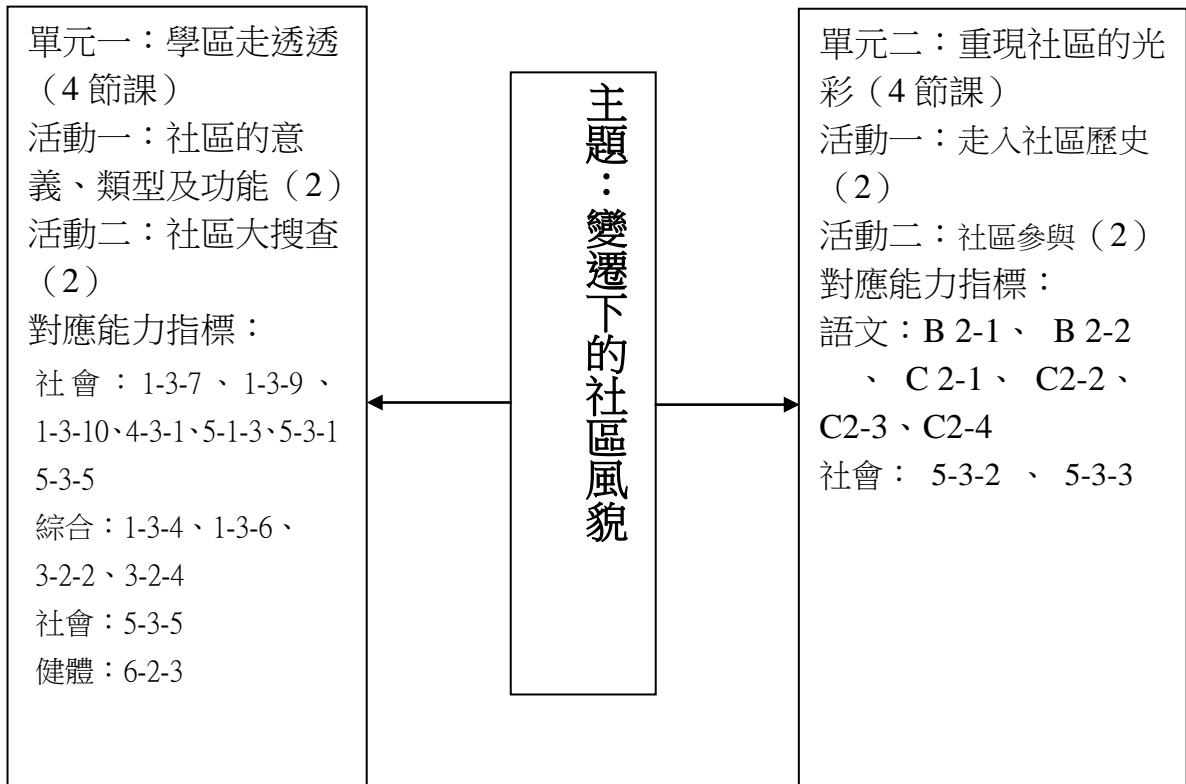 單元一：學區走透透
（4 節課）
活動一：社區的意
義、類型及功能（2）
活動二：社區大搜查
（2）
對應能力指標：
社會：1-3-7、1-3-9、
1-3-10、4-3-1、5-1-3、5-3-1
5-3-5
綜合：1-3-4、1-3-6、
3-2-2、3-2-4
社會：5-3-5
健體：6-2-3
主題：變遷下的社區風貌
單元二：重現社區的光
彩（4 節課）
活動一：走入社區歷史
（2）
活動二：社區參與（2）
對應能力指標：
語文：B 2-1、 B 2-2
、 C 2-1、 C2-2、
C2-3、C2-4
社會： 5-3-2 、 5-3-3